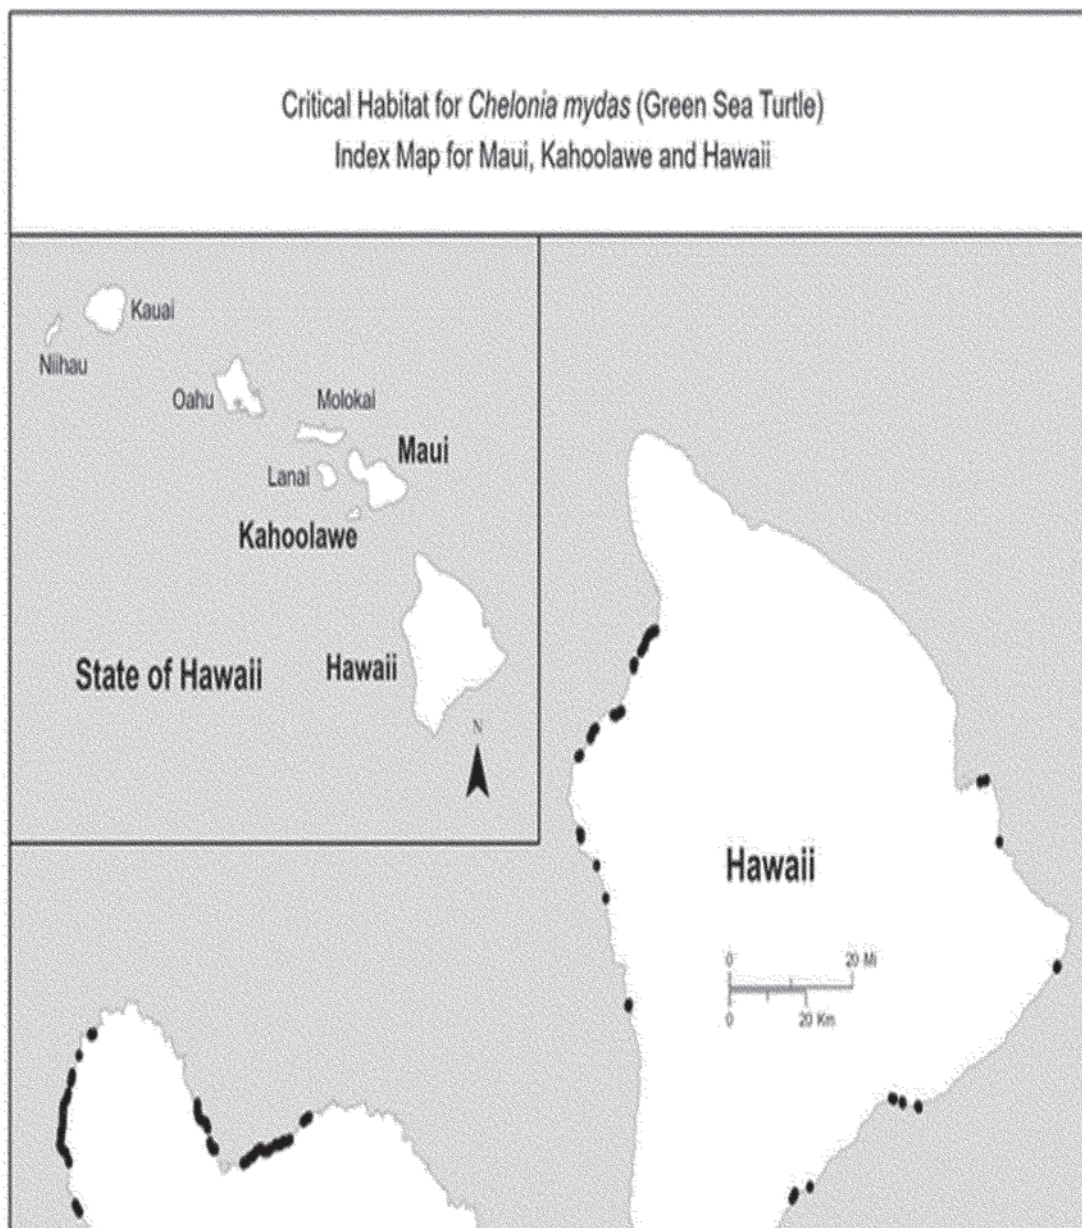 Critical Habitat for Chelonia mydas (Green Sea Turtle)
Index Map for Maui, Kahoolawe and Hawaii
Kauai
Niihau
Oahu
Molokai
Maui
Lanai
Kahoolawe
State of Hawaii
Hawaii
N
Hawaii
0 20 Mi
0 20 Km